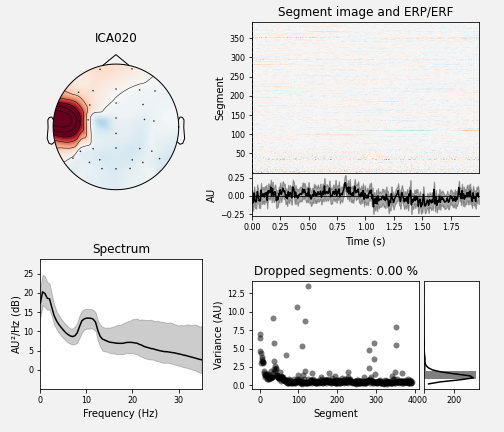 ICA020
Segment image and ERP/ERF
Segment
350
300
250
200
150
100
50
AU
0.25
0.00
−0.25
0.00 0.25 0.50 0.75 1.00 1.25 1.50 1.75
Time (s)
Spectrum
AU²/Hz (dB)
25
20
15
10
5
0
0 10 20 30
Frequency (Hz)
Dropped segments: 0.00 %
Variance (AU)
12.5
10.0
7.5
5.0
2.5
0.0
0 100 200 300 400
Segment
0 200